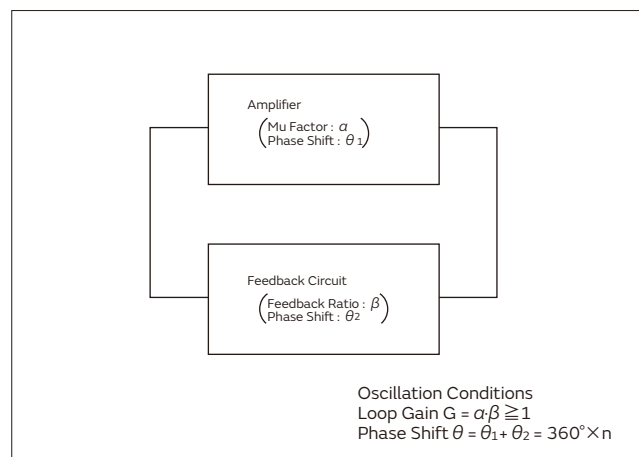 Amplifier
(Mu Factor : α
Phase Shift : θ1)
Feedback Circuit
(Feedback Ratio : β
Phase Shift : θ2)
Oscillation Conditions
Loop Gain G = α·β ≧ 1
Phase Shift θ = θ1 + θ2 = 360°×n